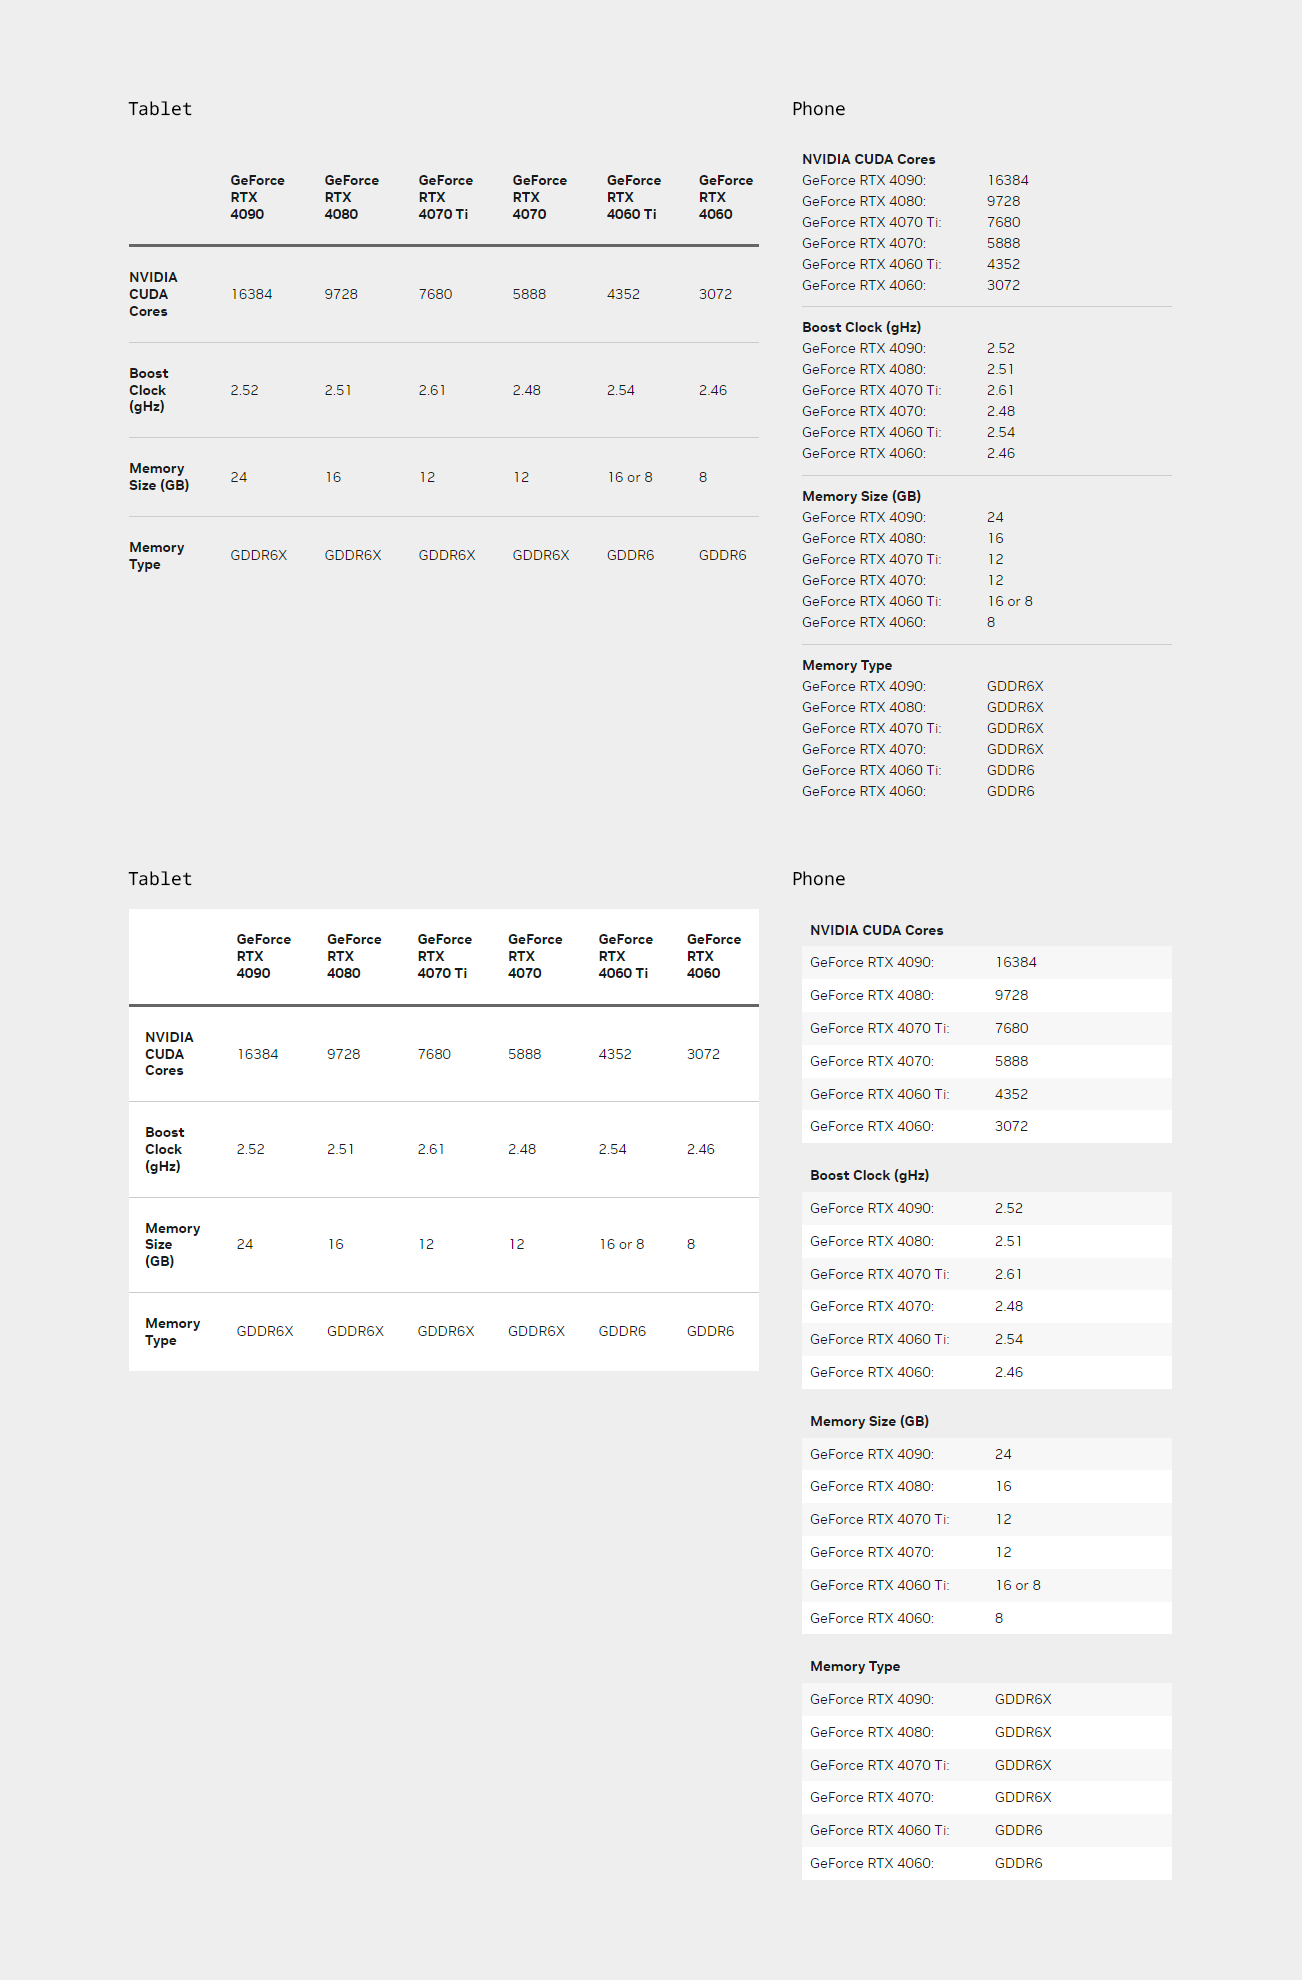 Tablet
GeForce RTX 4090 GeForce RTX 4080 GeForce RTX 4070 Ti GeForce RTX 4070 GeForce RTX 4060 Ti GeForce RTX 4060
NVIDIA CUDA Cores 16384 9728 7680 5888 4352 3072
Boost Clock (gHz) 2.52 2.51 2.61 2.48 2.54 2.46
Memory Size (GB) 24 16 12 12 16 or 8 8
Memory Type GDDR6X GDDR6X GDDR6X GDDR6X GDDR6 GDDR6
Phone
NVIDIA CUDA Cores
GeForce RTX 4090: 16384
GeForce RTX 4080: 9728
GeForce RTX 4070 Ti: 7680
GeForce RTX 4070: 5888
GeForce RTX 4060 Ti: 4352
GeForce RTX 4060: 3072
Boost Clock (gHz)
GeForce RTX 4090: 2.52
GeForce RTX 4080: 2.51
GeForce RTX 4070 Ti: 2.61
GeForce RTX 4070: 2.48
GeForce RTX 4060 Ti: 2.54
GeForce RTX 4060: 2.46
Memory Size (GB)
GeForce RTX 4090: 24
GeForce RTX 4080: 16
GeForce RTX 4070 Ti: 12
GeForce RTX 4070: 12
GeForce RTX 4060 Ti: 16 or 8
GeForce RTX 4060: 8
Memory Type
GeForce RTX 4090: GDDR6X
GeForce RTX 4080: GDDR6X
GeForce RTX 4070 Ti: GDDR6X
GeForce RTX 4070: GDDR6X
GeForce RTX 4060 Ti: GDDR6
GeForce RTX 4060: GDDR6
Tablet
GeForce RTX 4090 GeForce RTX 4080 GeForce RTX 4070 Ti GeForce RTX 4070 GeForce RTX 4060 Ti GeForce RTX 4060
NVIDIA CUDA Cores 16384 9728 7680 5888 4352 3072
Boost Clock (gHz) 2.52 2.51 2.61 2.48 2.54 2.46
Memory Size (GB) 24 16 12 12 16 or 8 8
Memory Type GDDR6X GDDR6X GDDR6X GDDR6X GDDR6 GDDR6
Phone
NVIDIA CUDA Cores
GeForce RTX 4090: 16384
GeForce RTX 4080: 9728
GeForce RTX 4070 Ti: 7680
GeForce RTX 4070: 5888
GeForce RTX 4060 Ti: 4352
GeForce RTX 4060: 3072
Boost Clock (gHz)
GeForce RTX 4090: 2.52
GeForce RTX 4080: 2.51
GeForce RTX 4070 Ti: 2.61
GeForce RTX 4070: 2.48
GeForce RTX 4060 Ti: 2.54
GeForce RTX 4060: 2.46
Memory Size (GB)
GeForce RTX 4090: 24
GeForce RTX 4080: 16
GeForce RTX 4070 Ti: 12
GeForce RTX 4070: 12
GeForce RTX 4060 Ti: 16 or 8
GeForce RTX 4060: 8
Memory Type
GeForce RTX 4090: GDDR6X
GeForce RTX 4080: GDDR6X
GeForce RTX 4070 Ti: GDDR6X
GeForce RTX 4070: GDDR6X
GeForce RTX 4060 Ti: GDDR6
GeForce RTX 4060: GDDR6